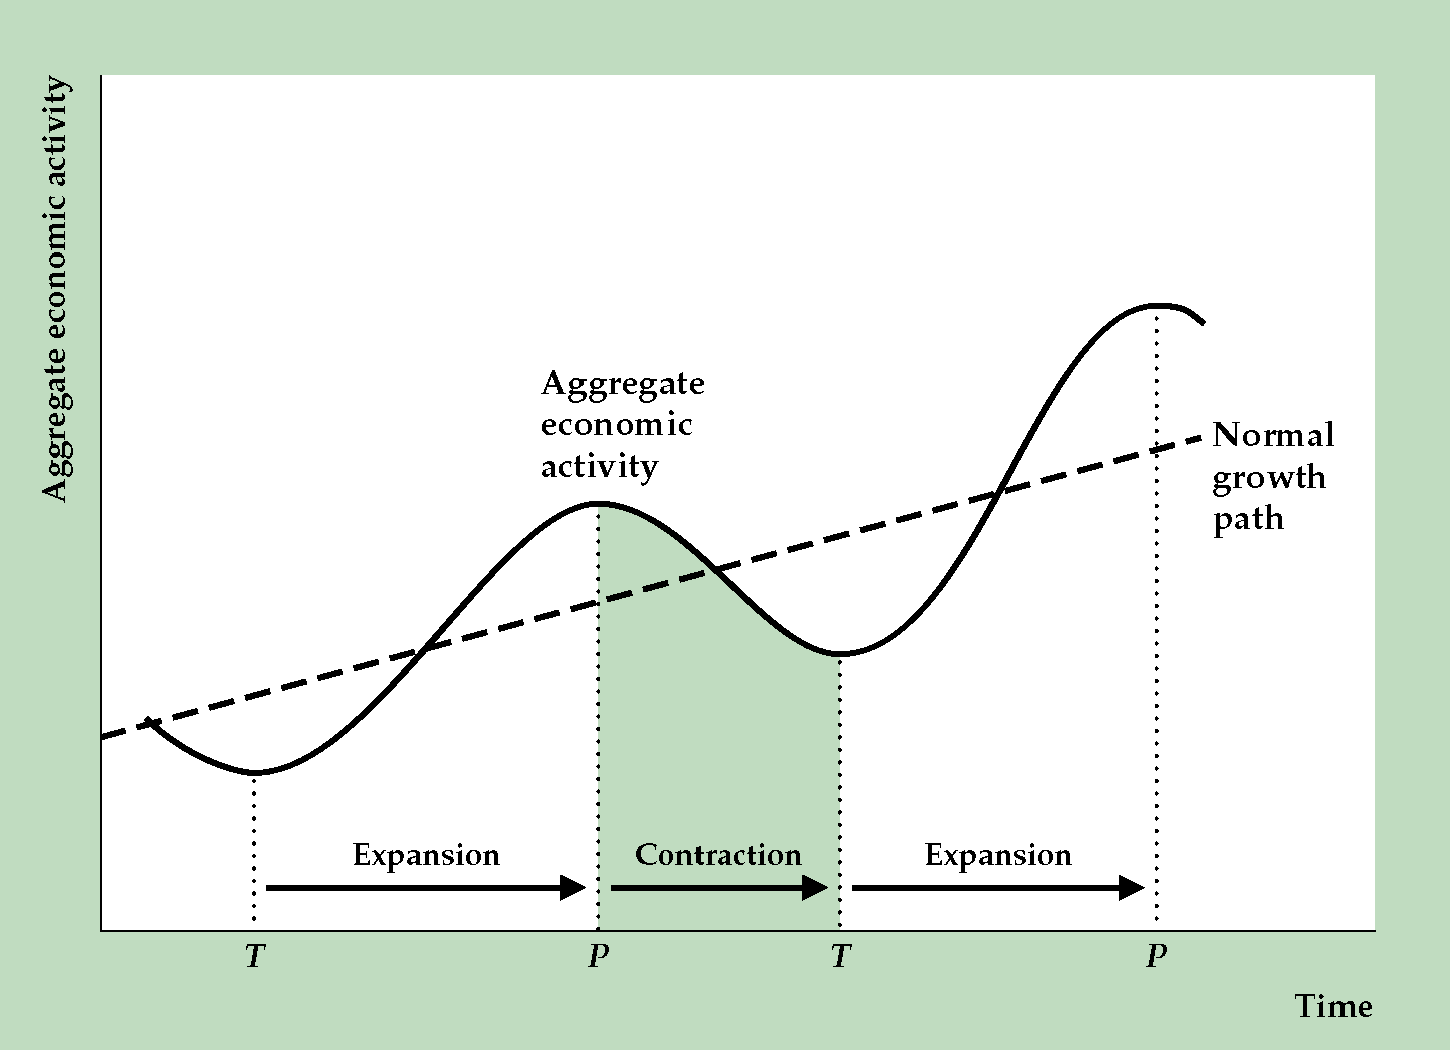 Aggregate economic activity
Aggregate
economic
activity
Normal
growth
path
Expansion
Contraction
Expansion
T
P
T
P
Time